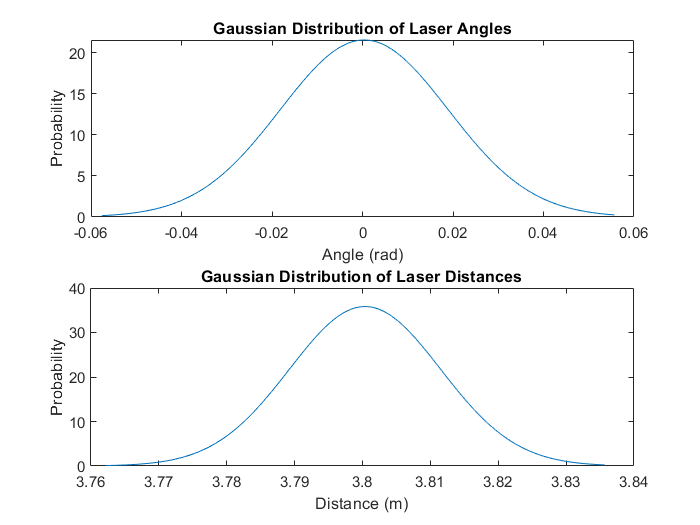 Gaussian Distribution of Laser Angles
20
15
10
5
0
Probability
-0.06 -0.04 -0.02 0 0.02 0.04 0.06
Angle (rad)
Gaussian Distribution of Laser Distances
40
30
20
10
0
Probability
3.76 3.77 3.78 3.79 3.8 3.81 3.82 3.83 3.84
Distance (m)